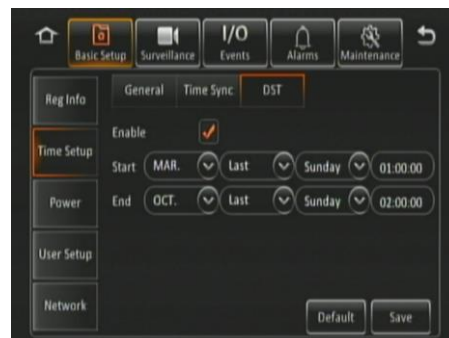 Basic Setup Surveillance I/O Events Alarms Maintenance
Reg Info
Time Setup
Power
User Setup
Network
General Time Sync DST
Enable
Start MAR. Last Sunday 01:00:00
End OCT. Last Sunday 02:00:00
Default Save